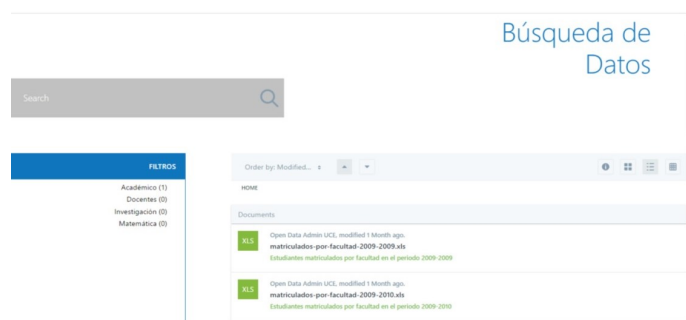 Búsqueda de
Datos
Search
FILTROS
Académico (1)
Docentes (0)
Investigación (0)
Matemática (0)
Order by: Modified...
HOME
Documents
XLS
Open Data Admin UCE, modified 1 Month ago.
matriculados-por-facultad-2009-2009.xls
Estudiantes matriculados por facultad en el periodo 2009-2009
XLS
Open Data Admin UCE, modified 1 Month ago.
matriculados-por-facultad-2009-2010.xls
Estudiantes matriculados por facultad en el periodo 2009-2010